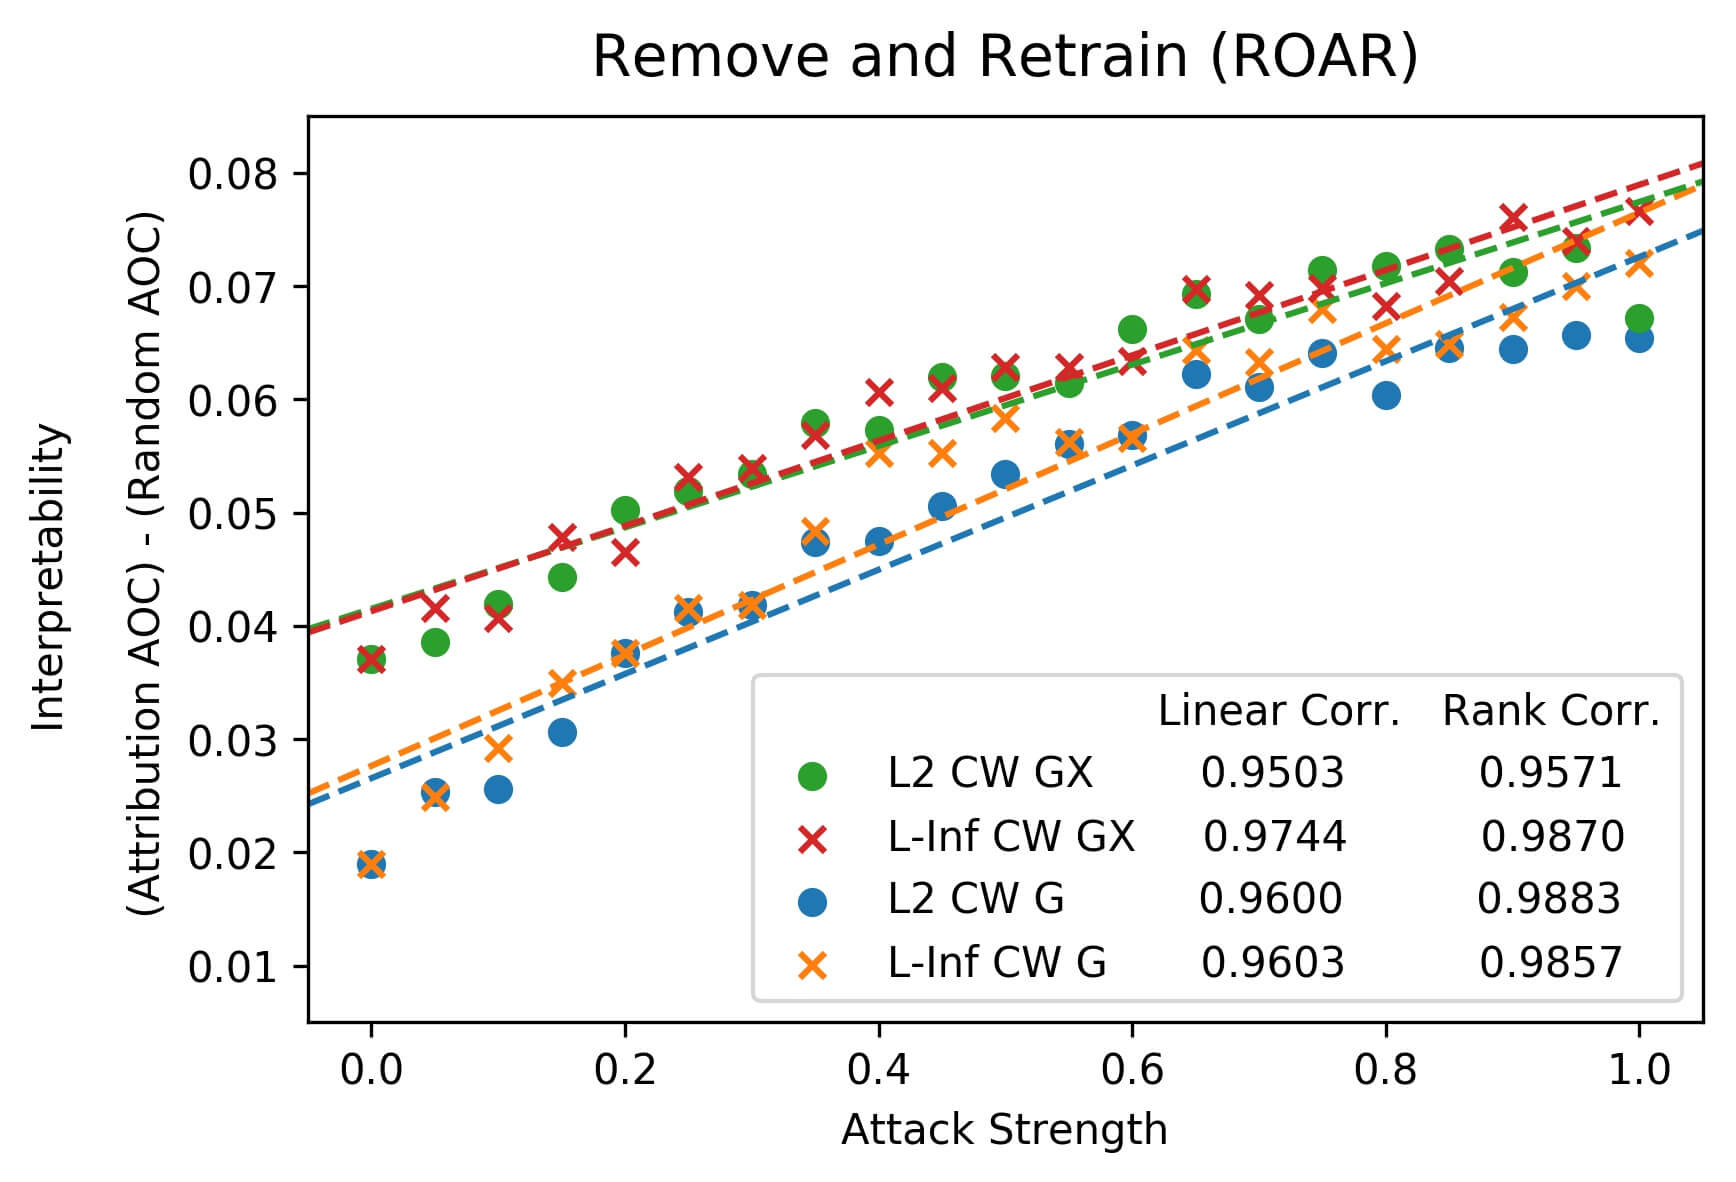 Remove and Retrain (ROAR)
Interpretability
(Attribution AOC) - (Random AOC)
0.08
0.07
0.06
0.05
0.04
0.03
0.02
0.01
Linear Corr. Rank Corr.
L2 CW GX 0.9503 0.9571
L-Inf CW GX 0.9744 0.9870
L2 CW G 0.9600 0.9883
L-Inf CW G 0.9603 0.9857
0.0 0.2 0.4 0.6 0.8 1.0
Attack Strength